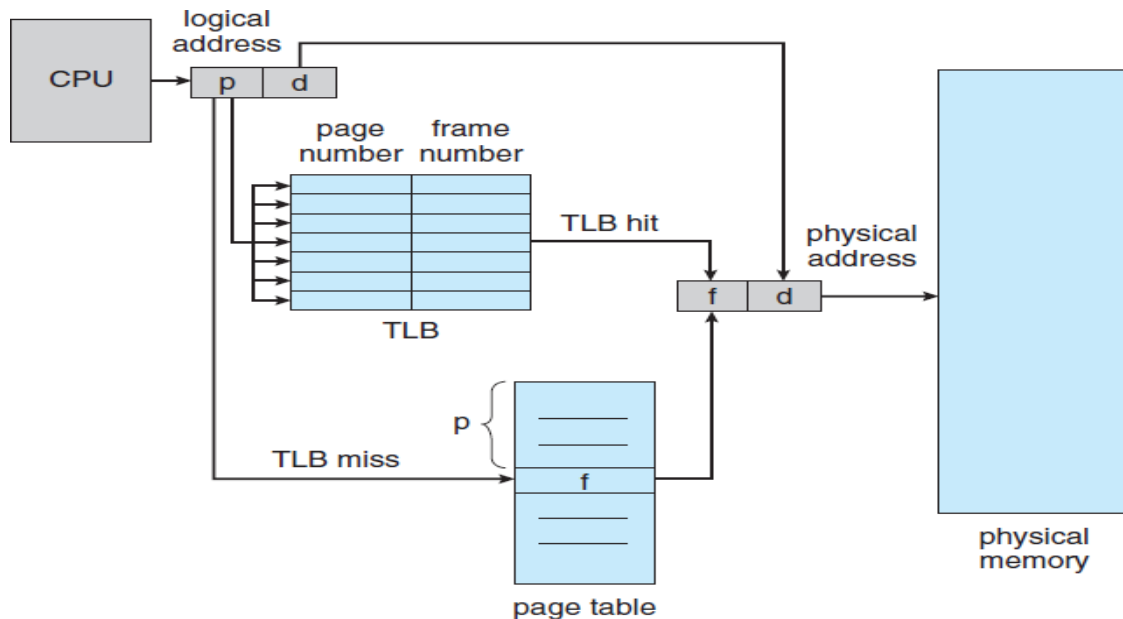 logical
address
CPU
p
d
page
number
frame
number
TLB hit
TLB
physical
address
f
d
p
TLB miss
f
page table
physical
memory